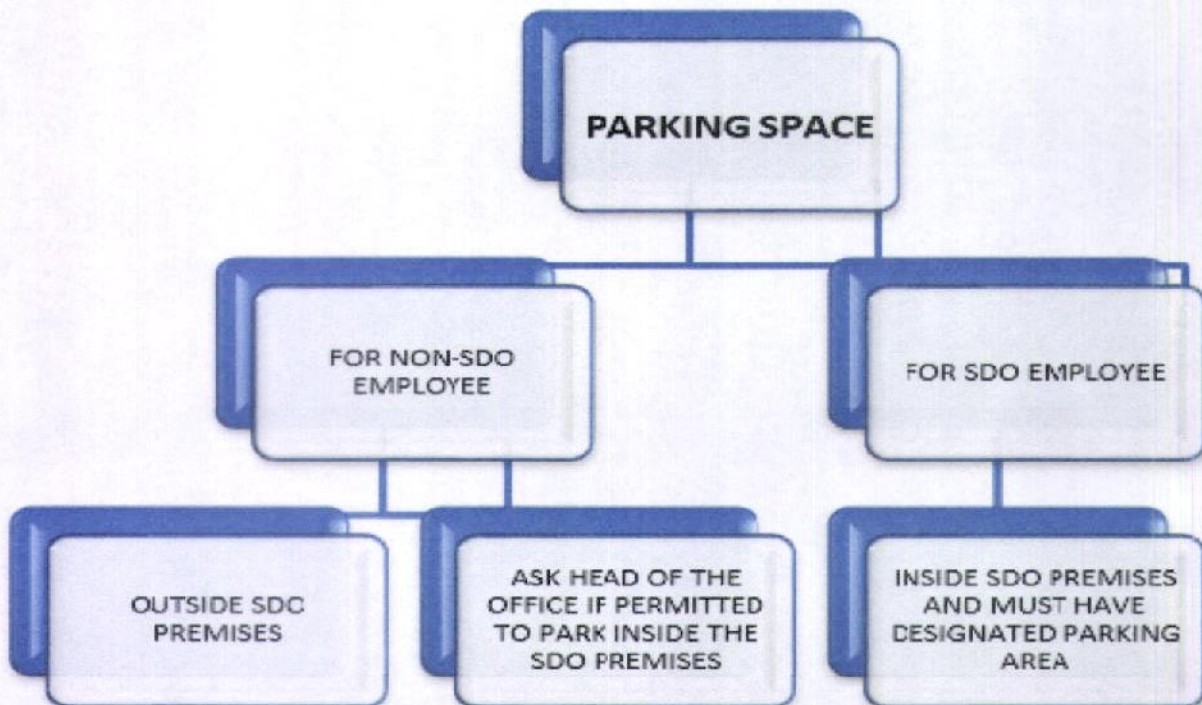 PARKING SPACE
FOR NON-SDO
EMPLOYEE
FOR SDO EMPLOYEE
OUTSIDE SDO
PREMISES
ASK HEAD OF THE
OFFICE IF PERMITTED
TO PARK INSIDE THE
SDO PREMISES
INSIDE SDO PREMISES
AND MUST HAVE
DESIGNATED PARKING
AREA